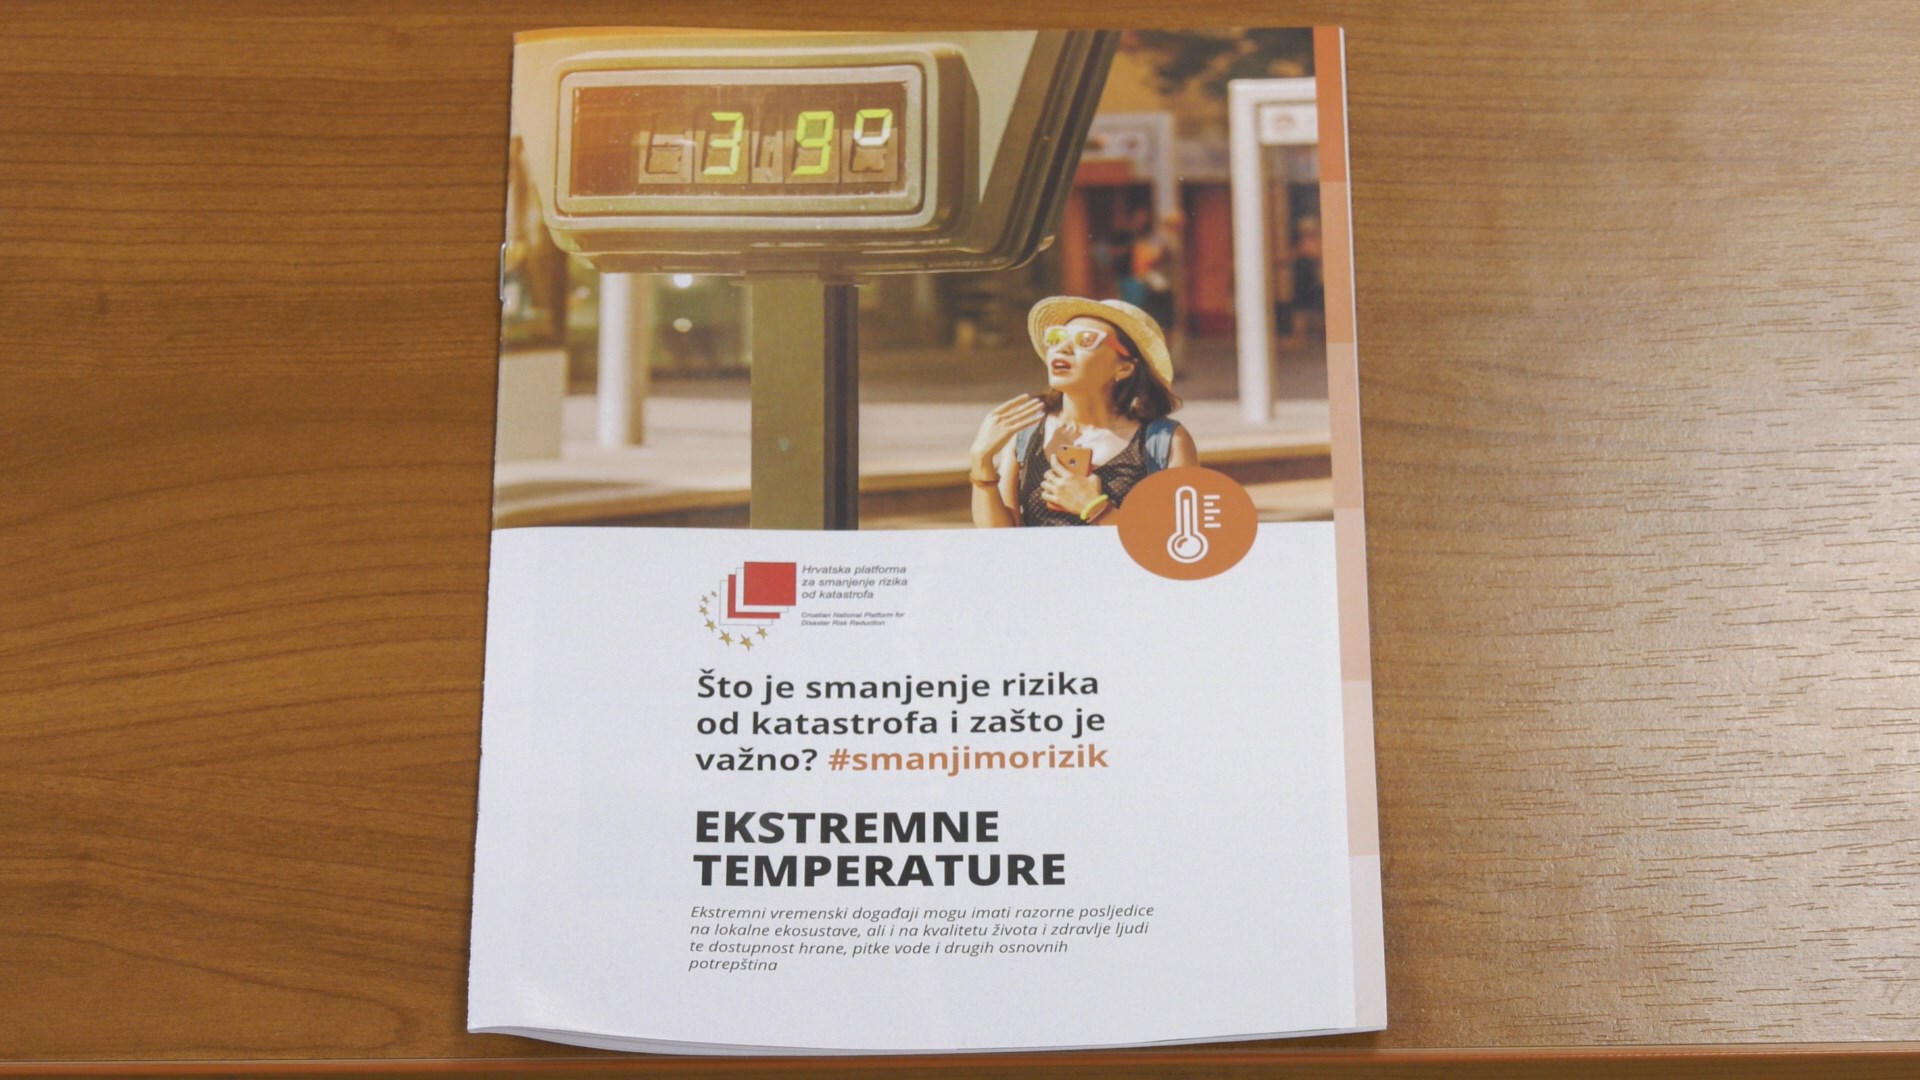 39°
Hrvatska platforma
za smanjenje rizika
od katastrofa
Croatian National Platform for
Disaster Risk Reduction
Što je smanjenje rizika
od katastrofa i zašto je
važno? #smanjimorizik
EKSTREMNE
TEMPERATURE
Ekstremni vremenski događaji mogu imati razorne posljedice
na lokalne ekosustave, ali i na kvalitetu života i zdravlje ljudi
te dostupnost hrane, pitke vode i drugih osnovnih
potrepština